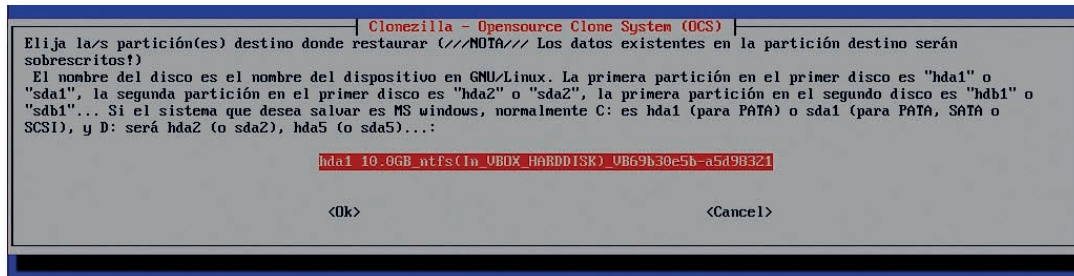 Clonezilla - Opensource Clone System (OCS)
Elija la/s partición(es) destino donde restaurar (///NOTA/// Los datos existentes en la partición destino serán
sobrescritos!)
El nombre del disco es el nombre del dispositivo en GNU/Linux. La primera partición en el primer disco es "hda1" o
"sda1", la segunda partición en el primer disco es "hda2" o "sda2", la primera partición en el segundo disco es "hdb1" o
"sdb1"... Si el sistema que desea salvar es MS windows, normalmente C: es hda1 (para PATA) o sda1 (para PATA, SATA o
SCSI), y D: será hda2 (o sda2), hda5 (o sda5)...:
hda1 10.0GB_ntfs(In_VBOX_HARDDISK)_VB69b30e5b-a5d98321
<Ok> <Cancel>